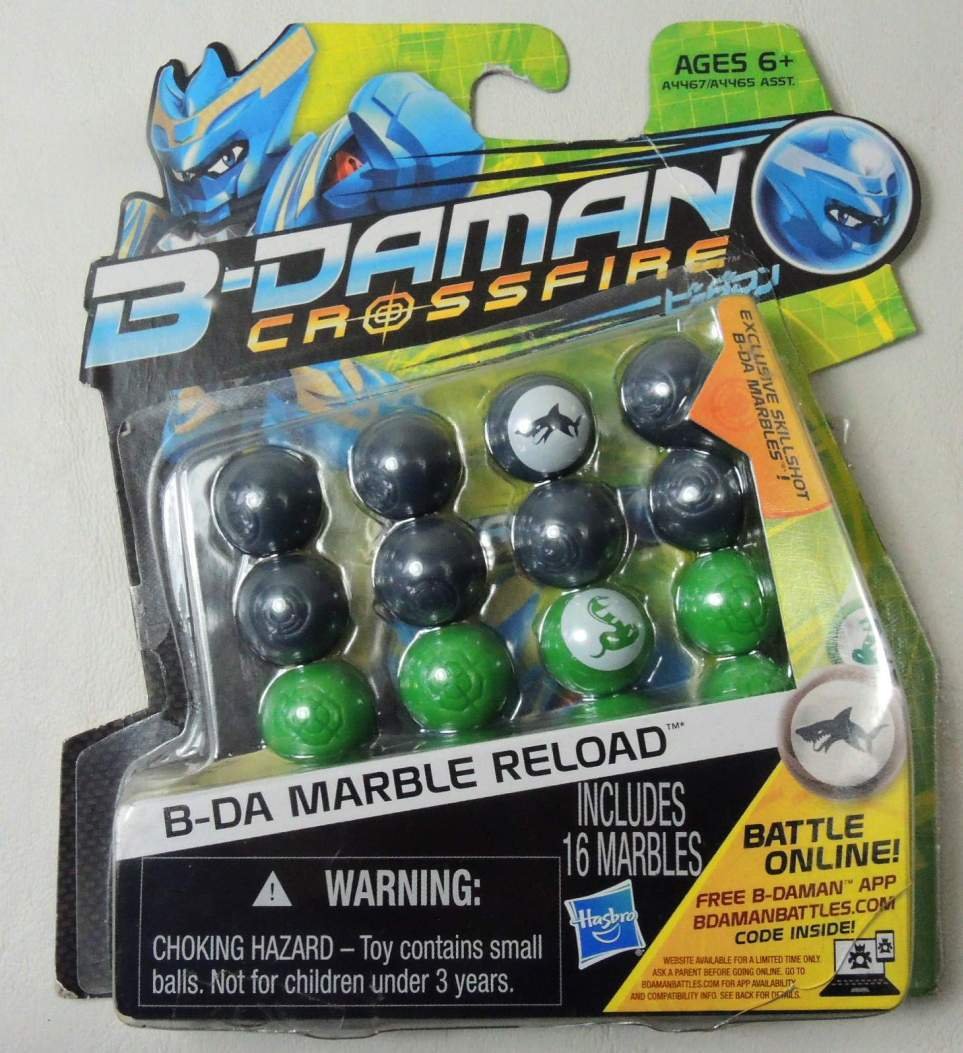 AGES 6+
A4467/A4465 ASST.
B-DAMAN
CROSSFIRE™
ビーダマン
EXCLUSIVE SKILLSHOT
B-DA MARBLES™!
B-DA MARBLE RELOAD™*
INCLUDES
16 MARBLES
⚠ WARNING:
CHOKING HAZARD – Toy contains small
balls. Not for children under 3 years.
Hasbro
BATTLE
ONLINE!
FREE B-DAMAN™ APP
BDAMANBATTLES.COM
CODE INSIDE!
WEBSITE AVAILABLE FOR A LIMITED TIME ONLY.
ASK A PARENT BEFORE GOING ONLINE. GO TO
BDAMANBATTLES.COM FOR APP AVAILABILITY
AND COMPATIBILITY INFO. SEE BACK FOR DETAILS.